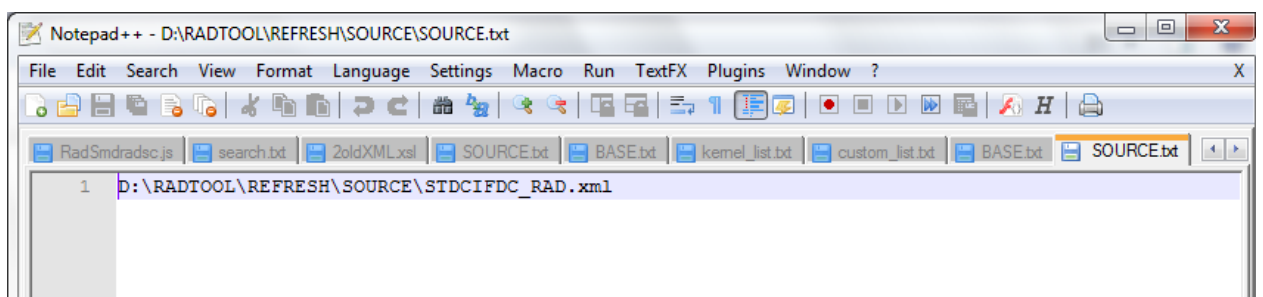 Notepad++ - D:\RADTOOL\REFRESH\SOURCE\SOURCE.txt
File Edit Search View Format Language Settings Macro Run TextFX Plugins Window ? X
RadSmdradsc.js search.txt 2oldXML.xsl SOURCE.txt BASE.txt kernel_list.txt custom_list.txt BASE.txt SOURCE.txt
1 D:\RADTOOL\REFRESH\SOURCE\STDCIFDC_RAD.xml